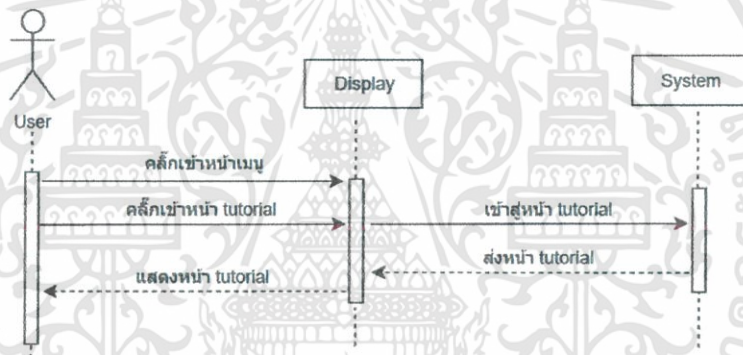 Display
System
User
คลิ๊กเข้าหน้าเมนู
คลิ๊กเข้าหน้า tutorial
เข้าสู่หน้า tutorial
ส่งหน้า tutorial
แสดงหน้า tutorial